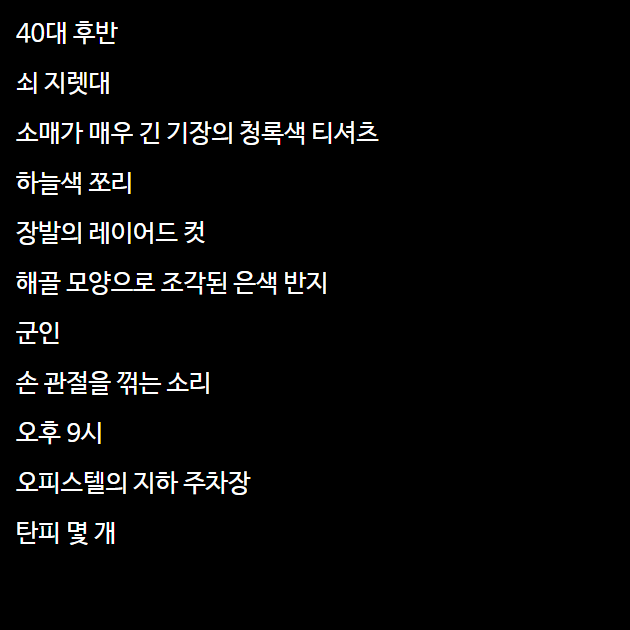 40대 후반
쇠 지렛대
소매가 매우 긴 기장의 청록색 티셔츠
하늘색 쪼리
장발의 레이어드 컷
해골 모양으로 조각된 은색 반지
군인
손 관절을 꺾는 소리
오후 9시
오피스텔의 지하 주차장
탄피 몇 개